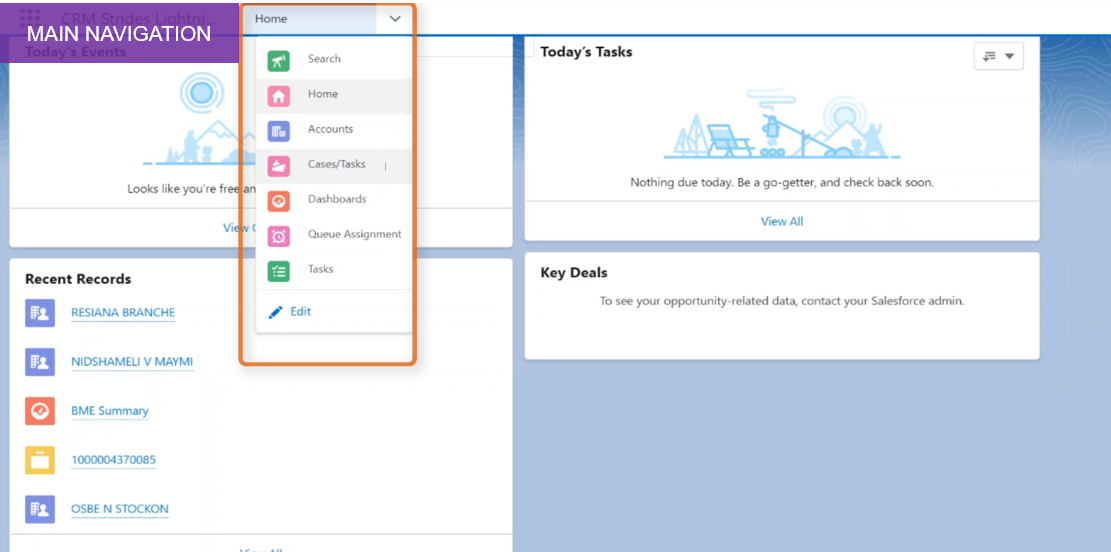 CRM Strides Lightni...
MAIN NAVIGATION
Home
Search
Home
Accounts
Cases/Tasks
Dashboards
Queue Assignment
Tasks
Edit
Today's Events
Looks like you're free an
View
Recent Records
RESIANA BRANCHE
NIDSHAMELI V MAYMI
BME Summary
1000004370085
OSBE N STOCKON
View All
Today's Tasks
Nothing due today. Be a go-getter, and check back soon.
View All
Key Deals
To see your opportunity-related data, contact your Salesforce admin.